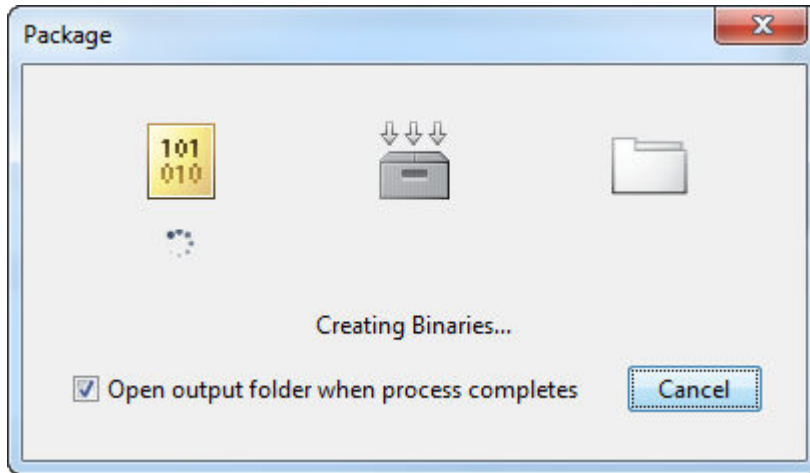 Package
101
010
Creating Binaries...
Open output folder when process completes
Cancel